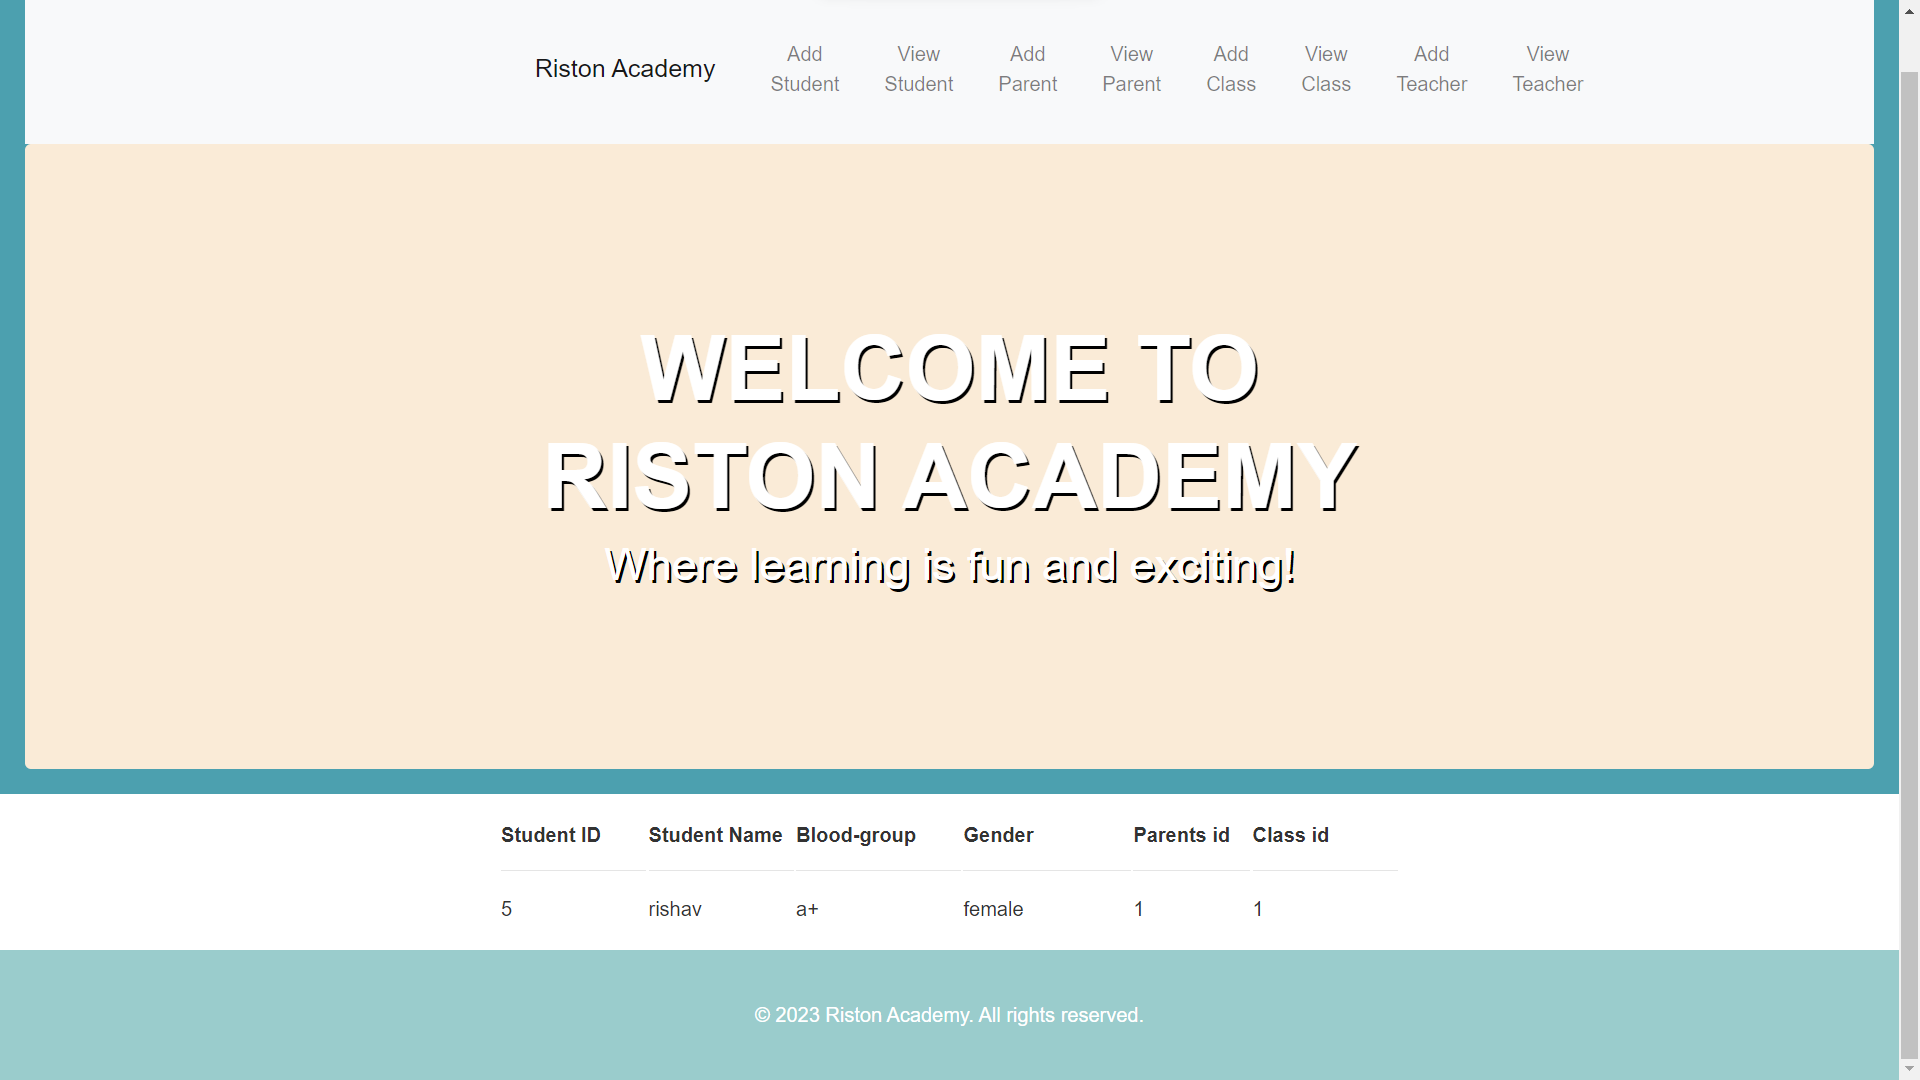 Riston Academy
Add Student
View Student
Add Parent
View Parent
Add Class
View Class
Add Teacher
View Teacher
WELCOME TO
RISTON ACADEMY
Where learning is fun and exciting!
Student ID Student Name Blood-group Gender Parents id Class id
5 rishav a+ female 1 1
© 2023 Riston Academy. All rights reserved.